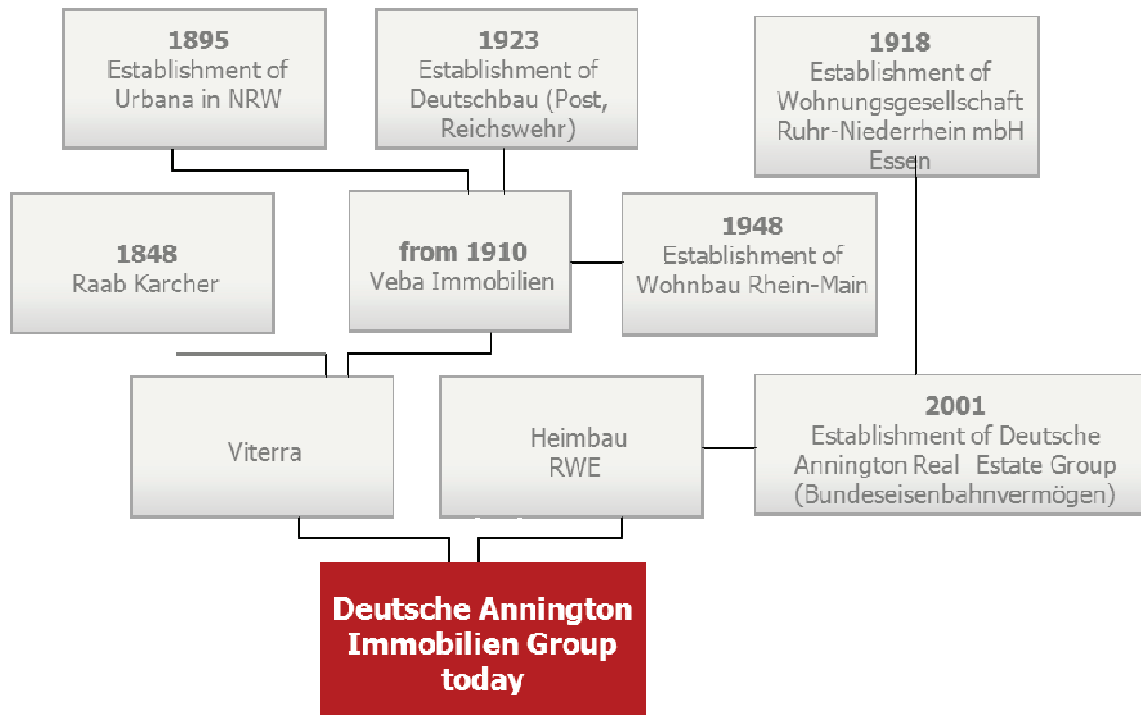 1895
Establishment of
Urbana in NRW
1923
Establishment of
Deutschbau (Post,
Reichswehr)
1918
Establishment of
Wohnungsgesellschaft
Ruhr-Niederrhein mbH
Essen
1848
Raab Karcher
from 1910
Veba Immobilien
1948
Establishment of
Wohnbau Rhein-Main
Viterra
Heimbau
RWE
2001
Establishment of Deutsche
Annington Real Estate Group
(Bundeseisenbahnvermögen)
Deutsche Annington
Immobilien Group
today